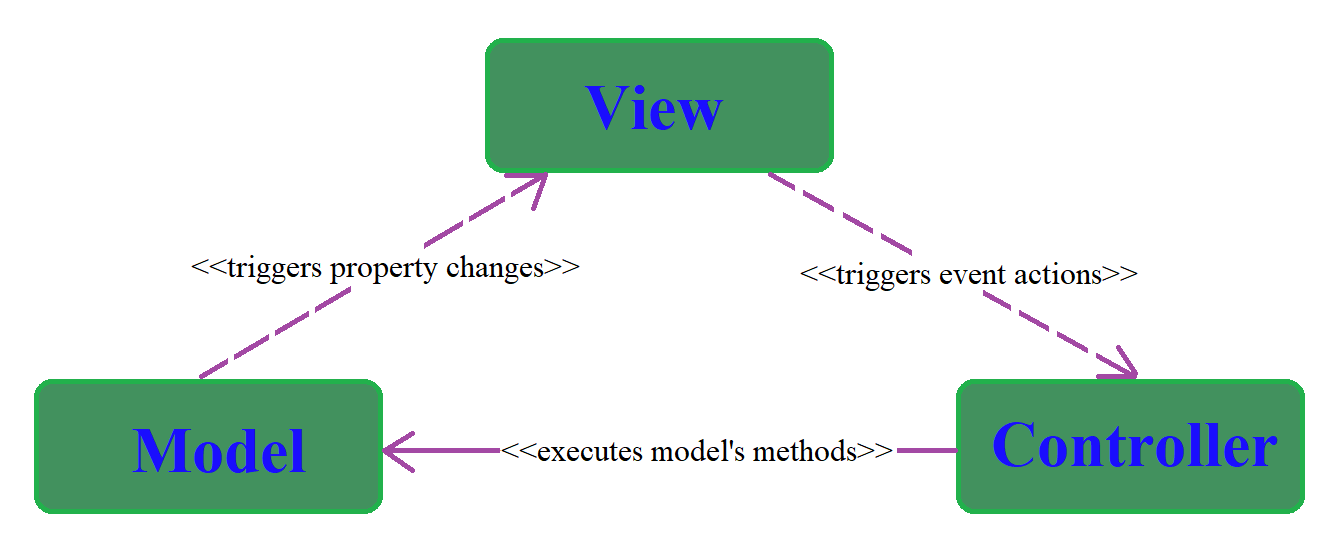 View
<<triggers property changes>>
<<triggers event actions>>
Model
<<executes model's methods>>
Controller